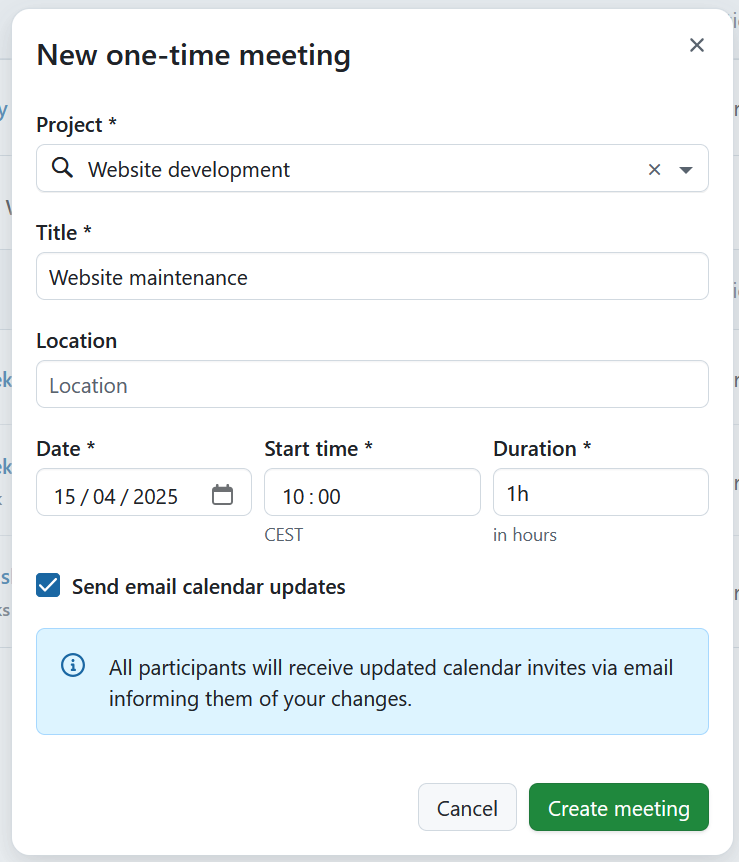 New one-time meeting
Project *
Website development
Title *
Website maintenance
Location
Location
Date * Start time * Duration *
15 / 04 / 2025 10 : 00 1h
CEST in hours
Send email calendar updates
All participants will receive updated calendar invites via email
informing them of your changes.
Cancel Create meeting